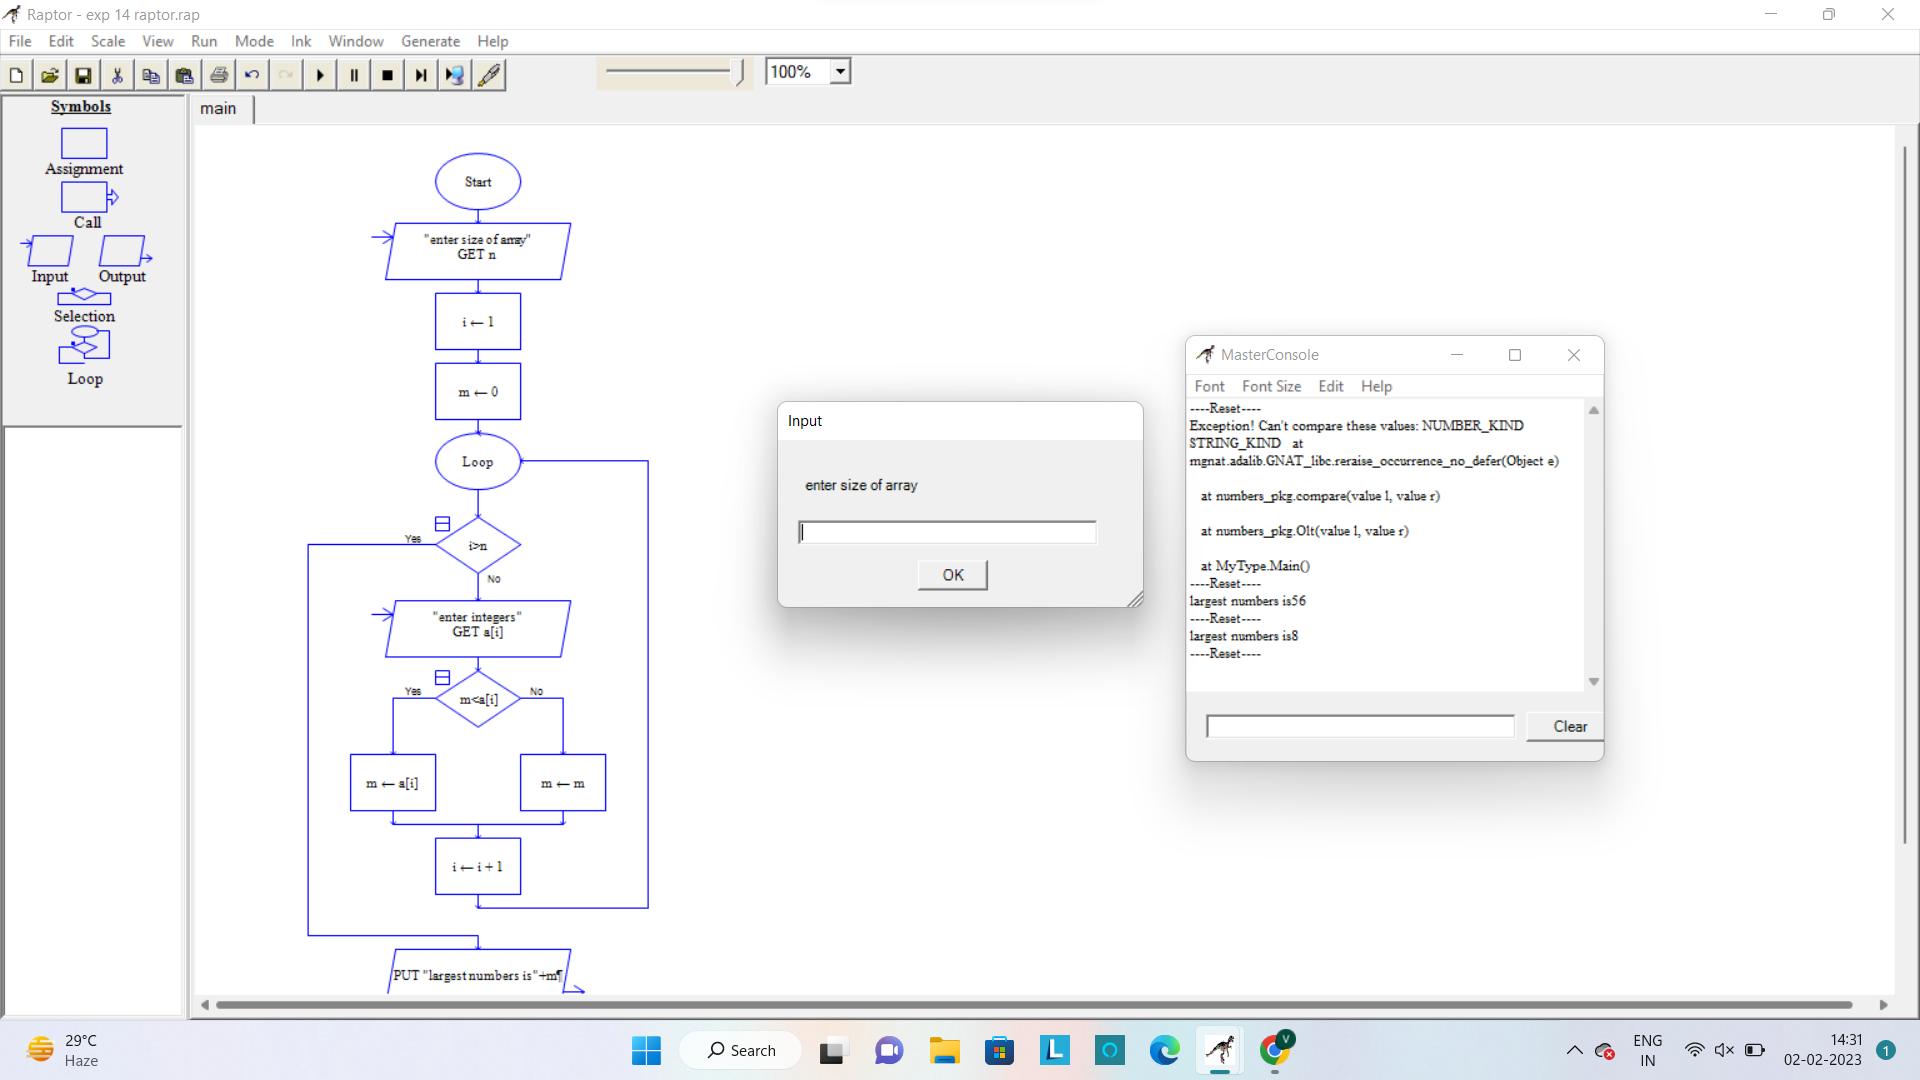 Raptor - exp 14 raptor.rap
File Edit Scale View Run Mode Ink Window Generate Help
100%
Symbols
Assignment
Call
Input Output
Selection
Loop
main
Start
"enter size of array"
GET n
i ← 1
m ← 0
Loop
Yes
i>n
No
"enter integers"
GET a[i]
Yes
m<a[i]
No
m ← a[i]
m ← m
i ← i + 1
PUT "largest numbers is"+m¶
Input
enter size of array
OK
MasterConsole
Font Font Size Edit Help
----Reset----
Exception! Can't compare these values: NUMBER_KIND
STRING_KIND at
mgnat.adalib.GNAT_libc.reraise_occurrence_no_defer(Object e)
at numbers_pkg.compare(value l, value r)
at numbers_pkg.Olt(value l, value r)
at MyType.Main()
----Reset----
largest numbers is56
----Reset----
largest numbers is8
----Reset----
Clear
29°C
Haze
Search
L
V
ENG
IN
14:31
02-02-2023
1